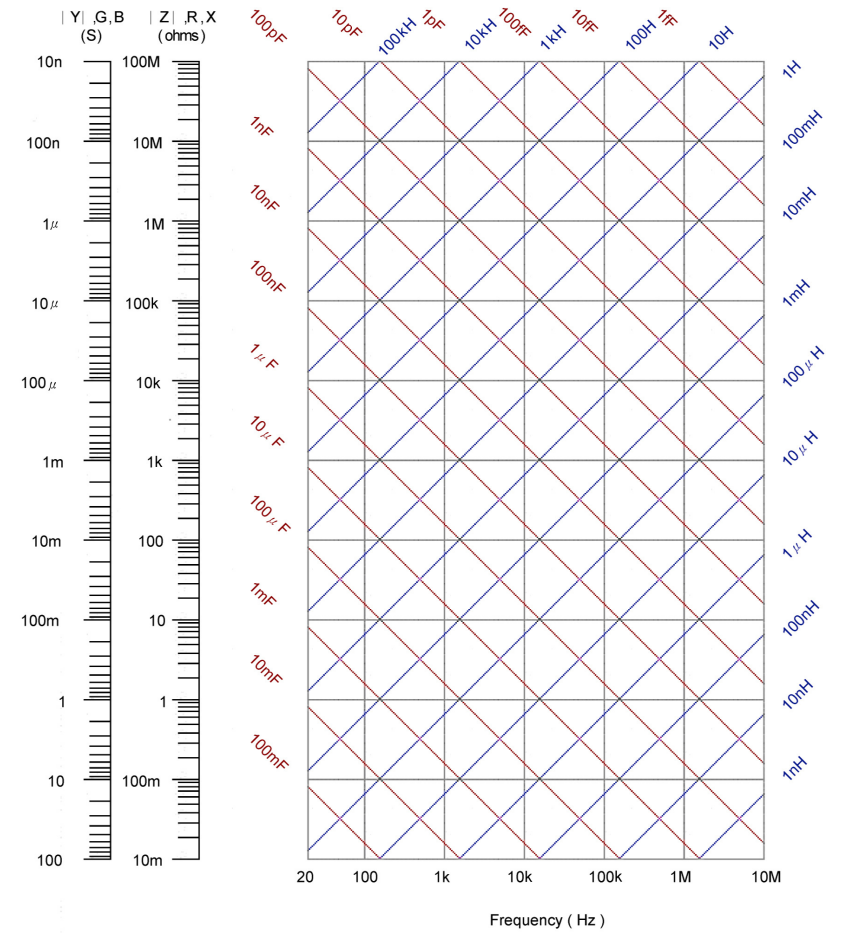 | Y| ,G,B | Z| ,R,X
(S) (ohms)
100pF 10pF 100kH 1pF 10kH 100fF 1kH 10fF 100H 1fF 10H
10n 100M 1H
1nF 100mH
100n 10M
10nF 10mH
1μ 1M
100nF 1mH
10μ 100k
1μF 100μH
100μ 10k
10μF 10μH
1m 1k
100μF 1μH
10m 100
1mF 100nH
100m 10
10mF 10nH
1 1
100mF 1nH
10 100m
100 10m
20 100 1k 10k 100k 1M 10M
Frequency ( Hz )